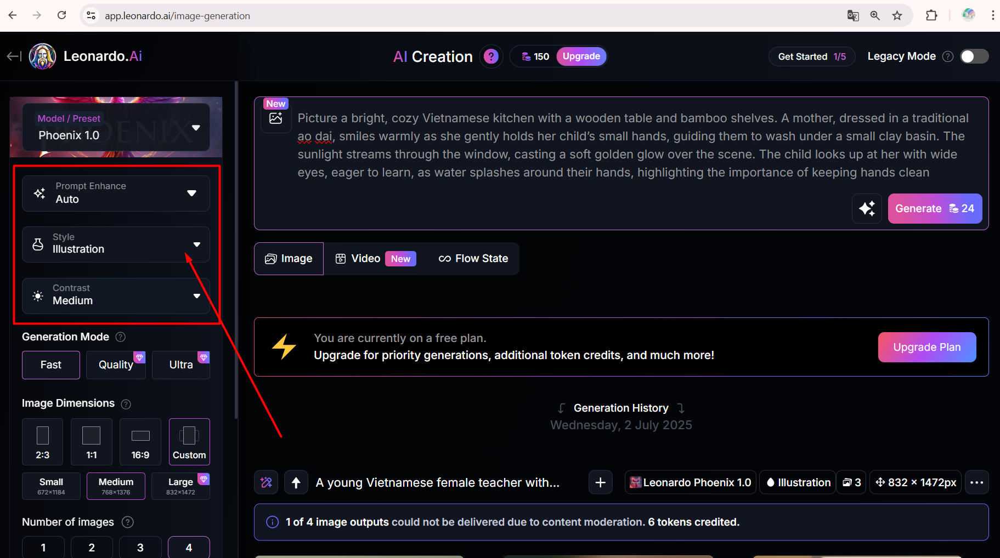 app.leonardo.ai/image-generation
Leonardo.Ai
AI Creation
?
150
Upgrade
Get Started 1/5
Legacy Mode ?
Model / Preset
Phoenix 1.0
PHOENIX
Prompt Enhance
Auto
Style
Illustration
Contrast
Medium
Generation Mode ?
Fast
Quality
Ultra
Image Dimensions ?
2:3
1:1
16:9
Custom
Small
672×1184
Medium
768×1376
Large
832×1472
Number of images ?
1
2
3
4
New
Picture a bright, cozy Vietnamese kitchen with a wooden table and bamboo shelves. A mother, dressed in a traditional
ao dai, smiles warmly as she gently holds her child’s small hands, guiding them to wash under a small clay basin. The
sunlight streams through the window, casting a soft golden glow over the scene. The child looks up at her with wide
eyes, eager to learn, as water splashes around their hands, highlighting the importance of keeping hands clean
Generate 24
Image
Video New
Flow State
You are currently on a free plan.
Upgrade for priority generations, additional token credits, and much more!
Upgrade Plan
Generation History
Wednesday, 2 July 2025
A young Vietnamese female teacher with...
Leonardo Phoenix 1.0
Illustration
3
832 × 1472px
1 of 4 image outputs could not be delivered due to content moderation. 6 tokens credited.